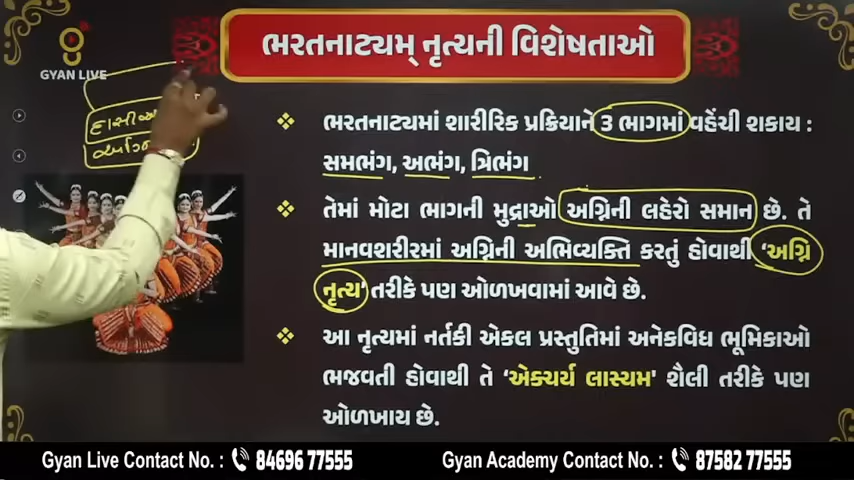 ભરતનાટ્યમ્ નૃત્યની વિશેષતાઓ
GYAN LIVE
ભરતનાટ્યમાં શારીરિક પ્રક્રિયાને 3 ભાગમાં વહેંચી શકાય :
સમભંગ, અભંગ, ત્રિભંગ
તેમાં મોટા ભાગની મુદ્રાઓ અગ્નિની લહેરો સમાન છે. તે
માનવશરીરમાં અગ્નિની અભિવ્યક્તિ કરતું હોવાથી ‘અગ્નિ
નૃત્ય’ તરીકે પણ ઓળખવામાં આવે છે.
આ નૃત્યમાં નર્તકી એકલ પ્રસ્તુતિમાં અનેકવિધ ભૂમિકાઓ
ભજવતી હોવાથી તે ‘એકચર્ય લાસ્યમ' શૈલી તરીકે પણ
ઓળખાય છે.
Gyan Live Contact No. : 84696 77555
Gyan Academy Contact No. : 87582 77555